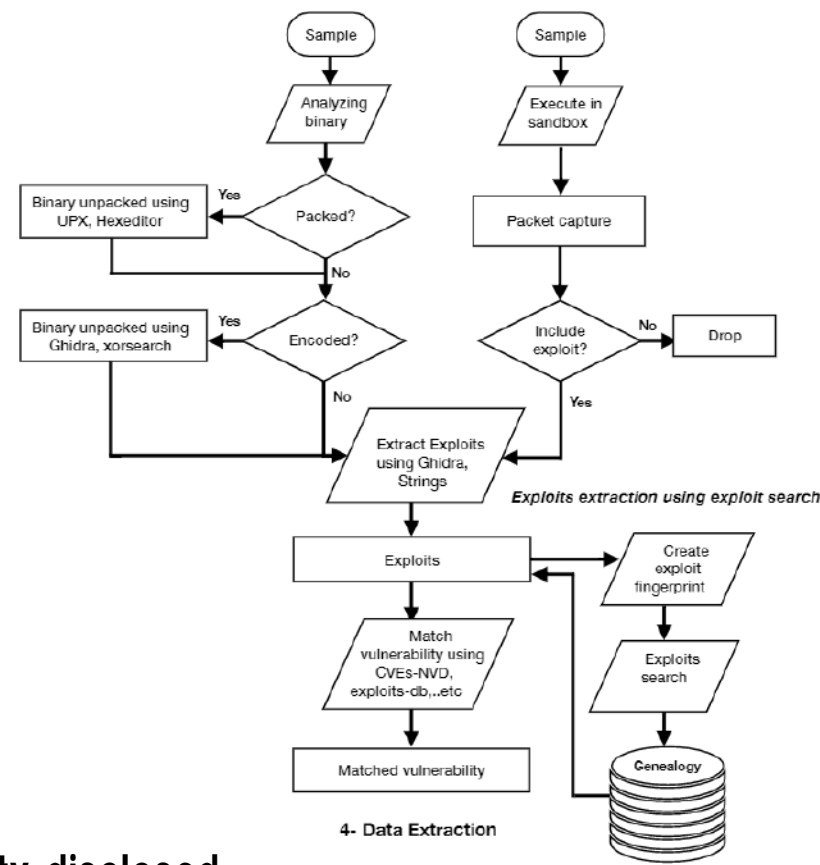 Sample
Analyzing
binary
Packed?
Yes
Binary unpacked using
UPX, Hexeditor
No
Encoded?
Yes
Binary unpacked using
Ghidra, xorsearch
No
Sample
Execute in
sandbox
Packet capture
Include
exploit?
No
Drop
Yes
Extract Exploits
using Ghidra,
Strings
Exploits extraction using exploit search
Exploits
Create
exploit
fingerprint
Exploits
search
Genealogy
Match
vulnerability using
CVEs-NVD,
exploits-db,..etc
Matched vulnerability
4- Data Extraction